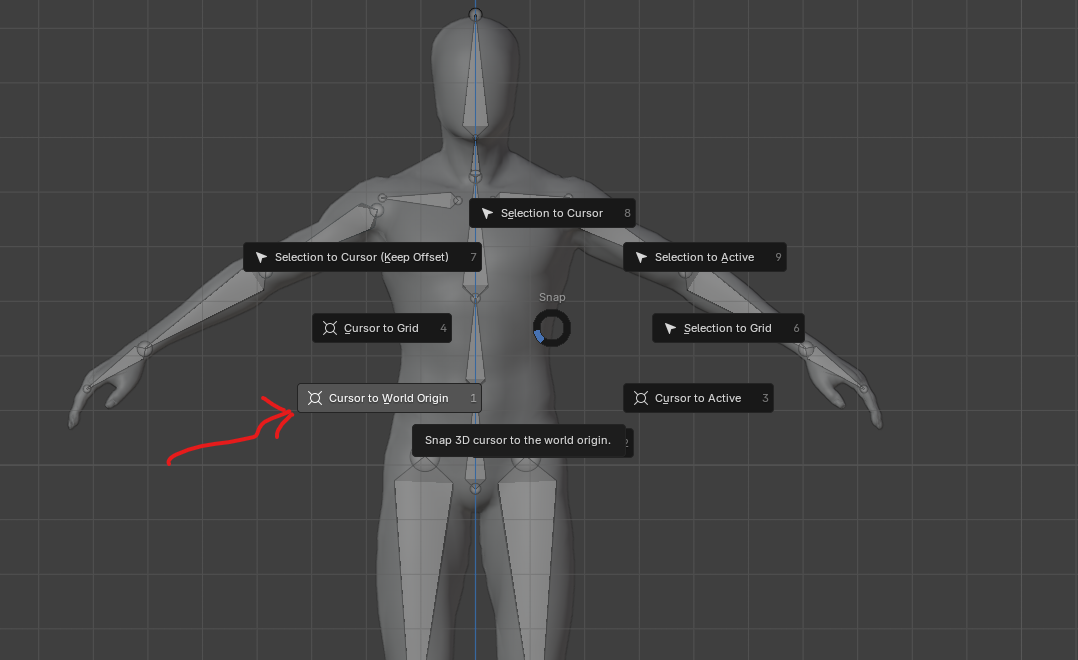 Selection to Cursor 8
Selection to Cursor (Keep Offset) 7
Selection to Active 9
Snap
Cursor to Grid 4
Selection to Grid 6
Cursor to World Origin 1
Cursor to Active 3
Snap 3D cursor to the world origin.
2